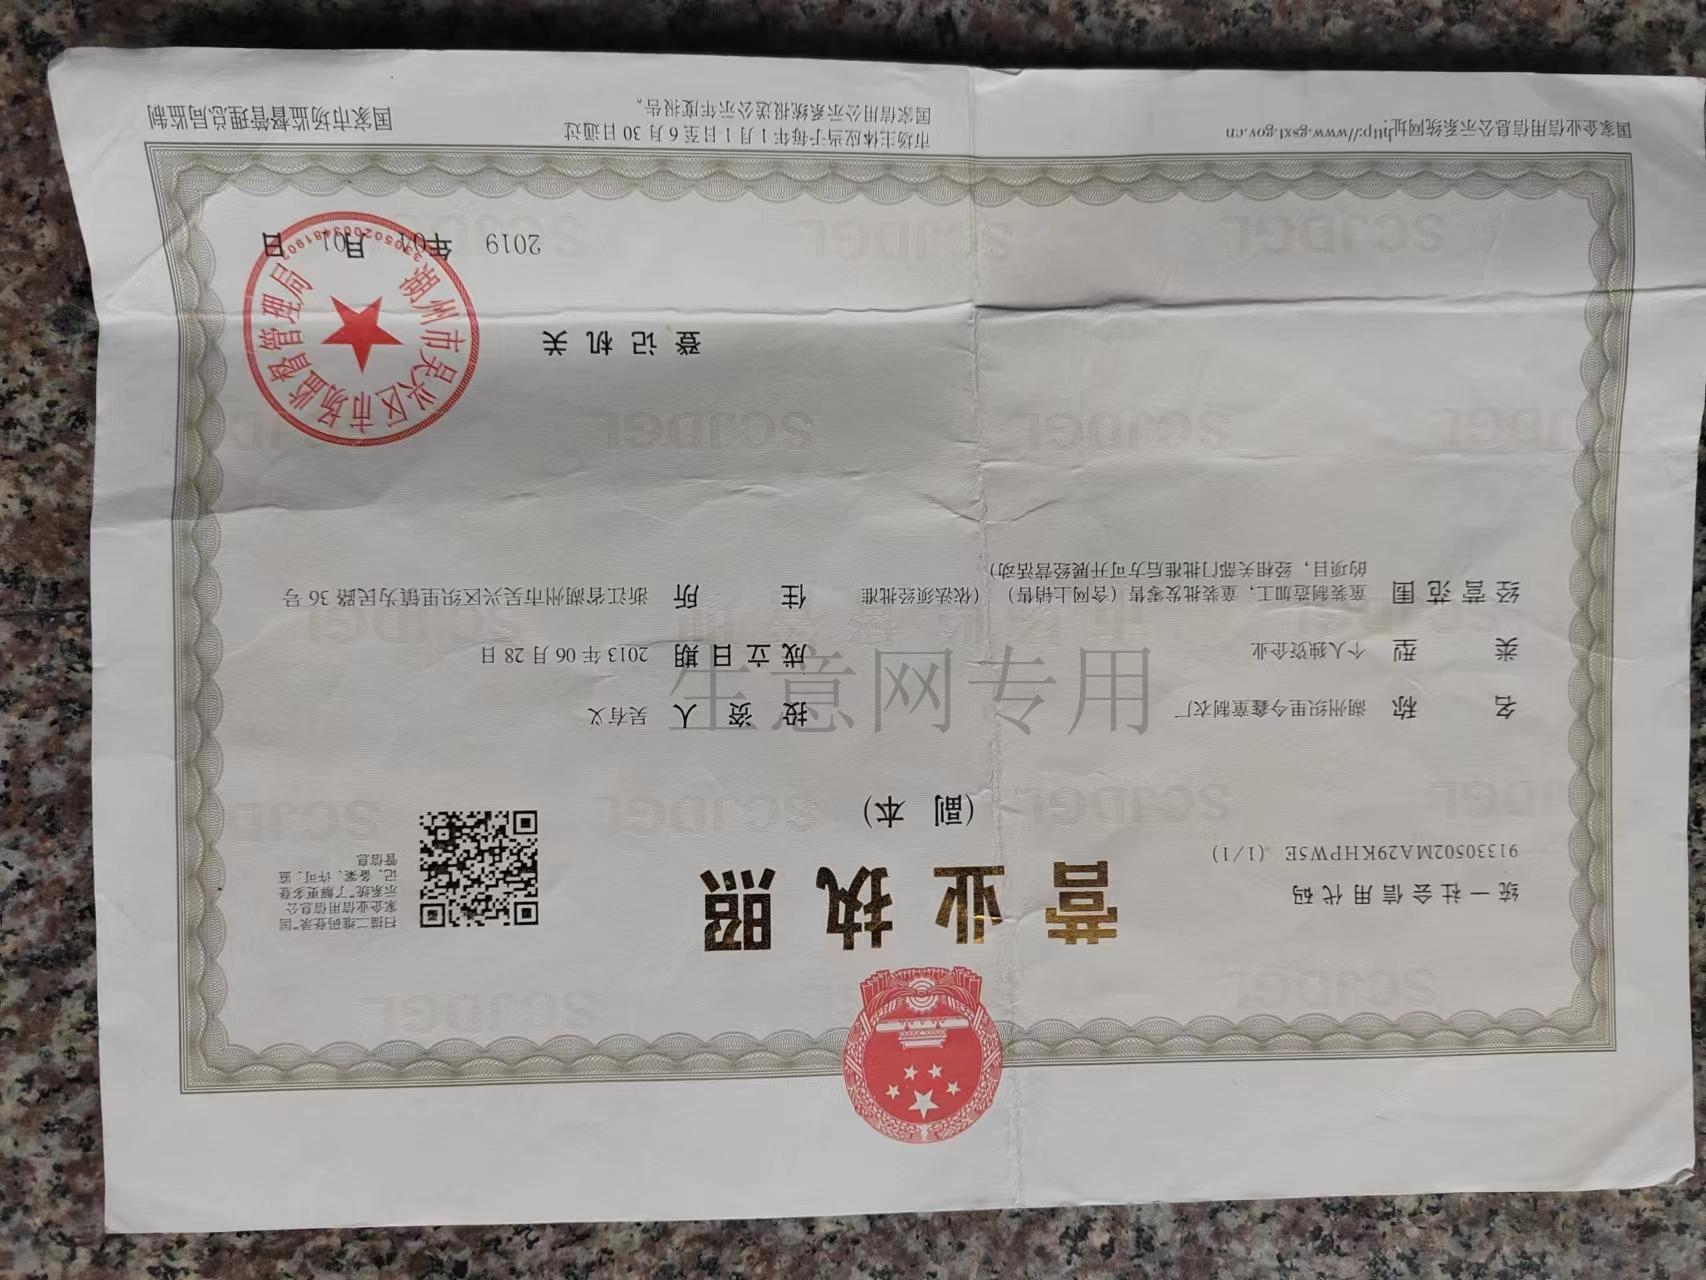 统一社会信用代码
91330502MA29KHPW5E (1/1)
营业执照
(副本)
扫描二维码登录“国
家企业信用信息公
示系统”了解更多登
记、备案、许可、监
管信息
名称 湖州织里今鑫童制衣厂
类型 个人独资企业
经营范围 童装制造加工,童装批发零售(含网上销售)(依法须经批准
的项目,经相关部门批准后方可开展经营活动)
投资人 吴有义
成立日期 2013年06月28日
住所 浙江省湖州市吴兴区织里镇为民路36号
生意网专用
登记机关
湖州市吴兴区市场监督管理局
2019年01月01日
国家企业信用信息公示系统网址:http://www.gsxt.gov.cn
市场主体应当于每年1月1日至6月30日通过
国家信用公示系统报送公示年度报告。
国家市场监督管理总局监制
SCJDGL